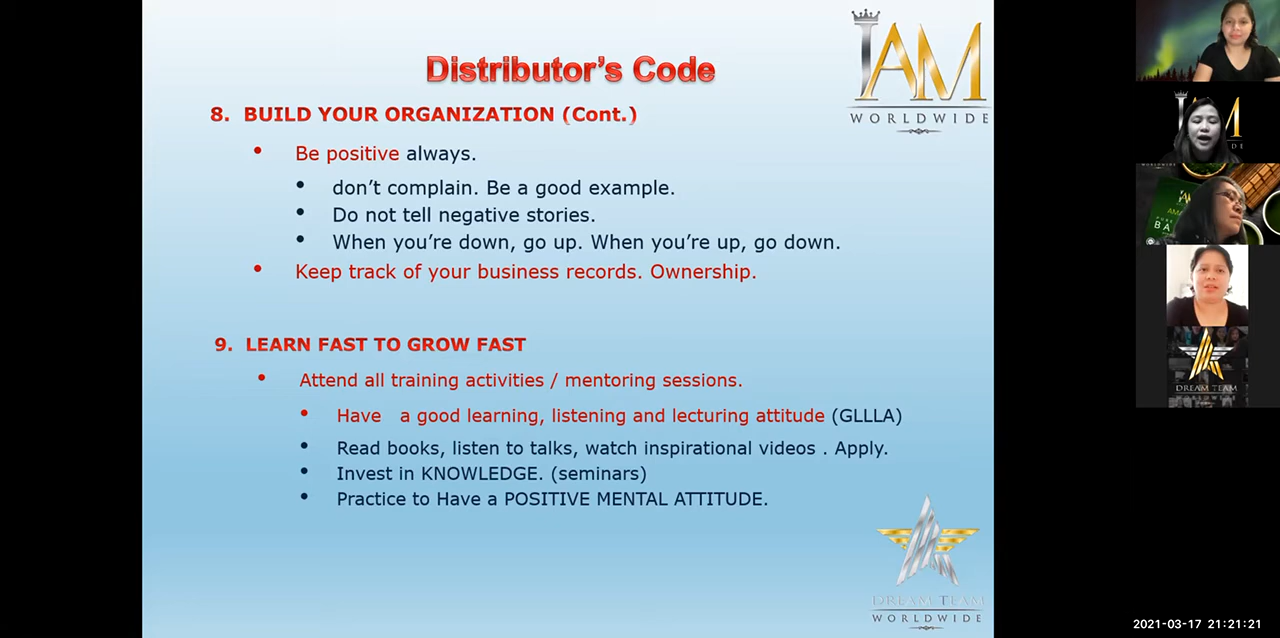 Distributor's Code
IAM
WORLDWIDE
8. BUILD YOUR ORGANIZATION (Cont.)
• Be positive always.
• don't complain. Be a good example.
• Do not tell negative stories.
• When you're down, go up. When you're up, go down.
• Keep track of your business records. Ownership.
9. LEARN FAST TO GROW FAST
• Attend all training activities / mentoring sessions.
• Have a good learning, listening and lecturing attitude (GLLLA)
• Read books, listen to talks, watch inspirational videos . Apply.
• Invest in KNOWLEDGE. (seminars)
• Practice to Have a POSITIVE MENTAL ATTITUDE.
DREAM TEAM
WORLDWIDE
DREAM TEAM
2021-03-17 21:21:21